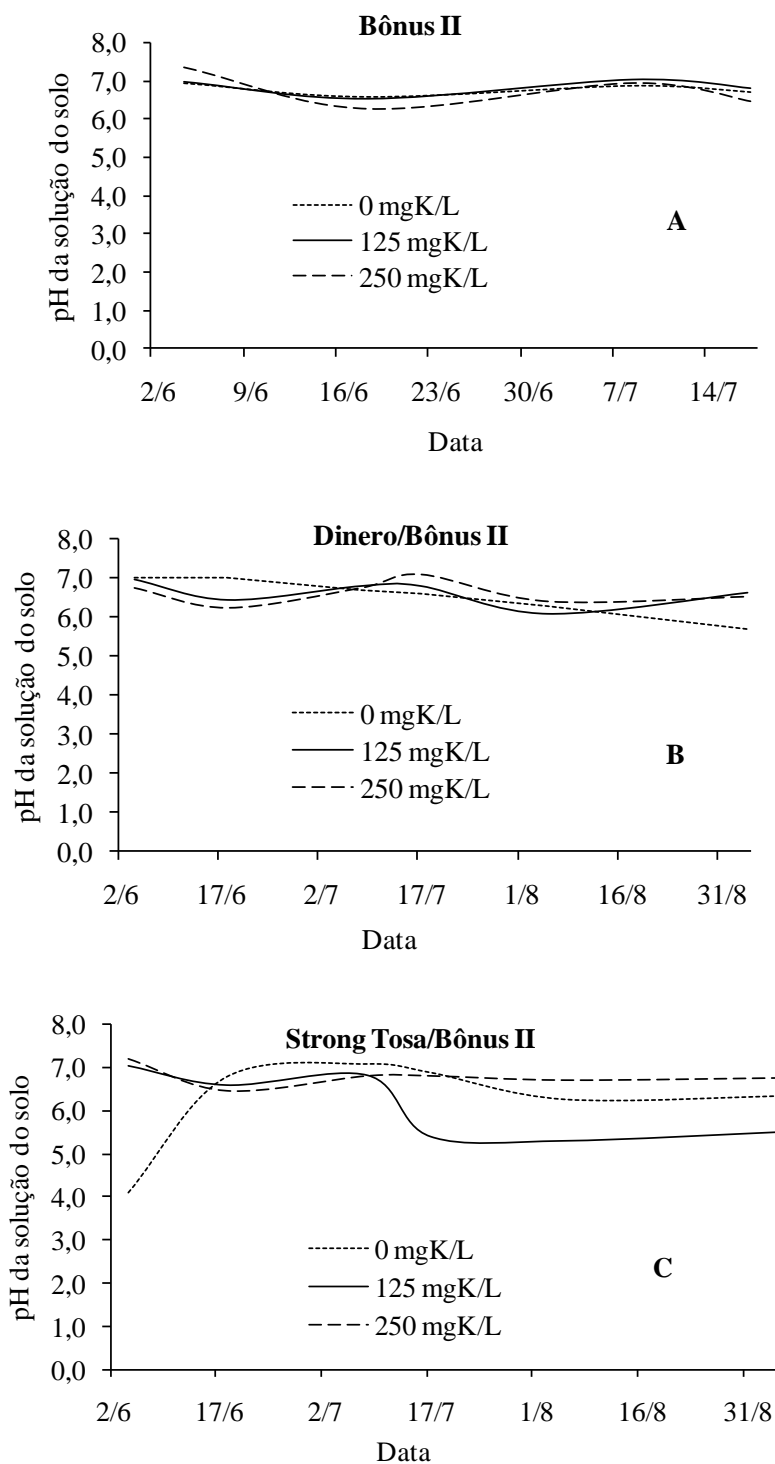 Bônus II
pH da solução do solo
8,0
7,0
6,0
5,0
4,0
3,0
2,0
1,0
0,0
0 mgK/L
125 mgK/L
250 mgK/L
A
2/6 9/6 16/6 23/6 30/6 7/7 14/7
Data
Dinero/Bônus II
pH da solução do solo
8,0
7,0
6,0
5,0
4,0
3,0
2,0
1,0
0,0
0 mgK/L
125 mgK/L
250 mgK/L
B
2/6 17/6 2/7 17/7 1/8 16/8 31/8
Data
Strong Tosa/Bônus II
pH da solução do solo
8,0
7,0
6,0
5,0
4,0
3,0
2,0
1,0
0,0
0 mgK/L
125 mgK/L
250 mgK/L
C
2/6 17/6 2/7 17/7 1/8 16/8 31/8
Data